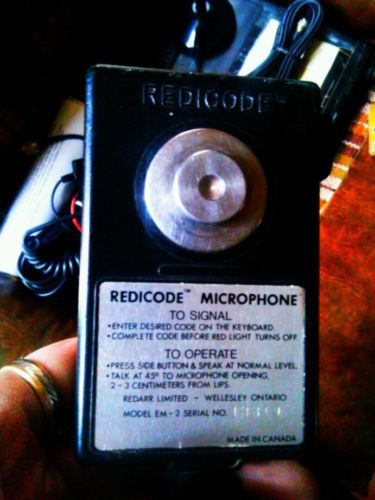 REDICODE™
REDICODE™ MICROPHONE
TO SIGNAL
•ENTER DESIRED CODE ON THE KEYBOARD.
•COMPLETE CODE BEFORE RED LIGHT TURNS OFF.
TO OPERATE
•PRESS SIDE BUTTON & SPEAK AT NORMAL LEVEL.
•TALK AT 45º TO MICROPHONE OPENING,
2-3 CENTIMETERS FROM LIPS.
REDARR LIMITED - WELLESLEY ONTARIO
MODEL EM-2 SERIAL NO.
MADE IN CANADA